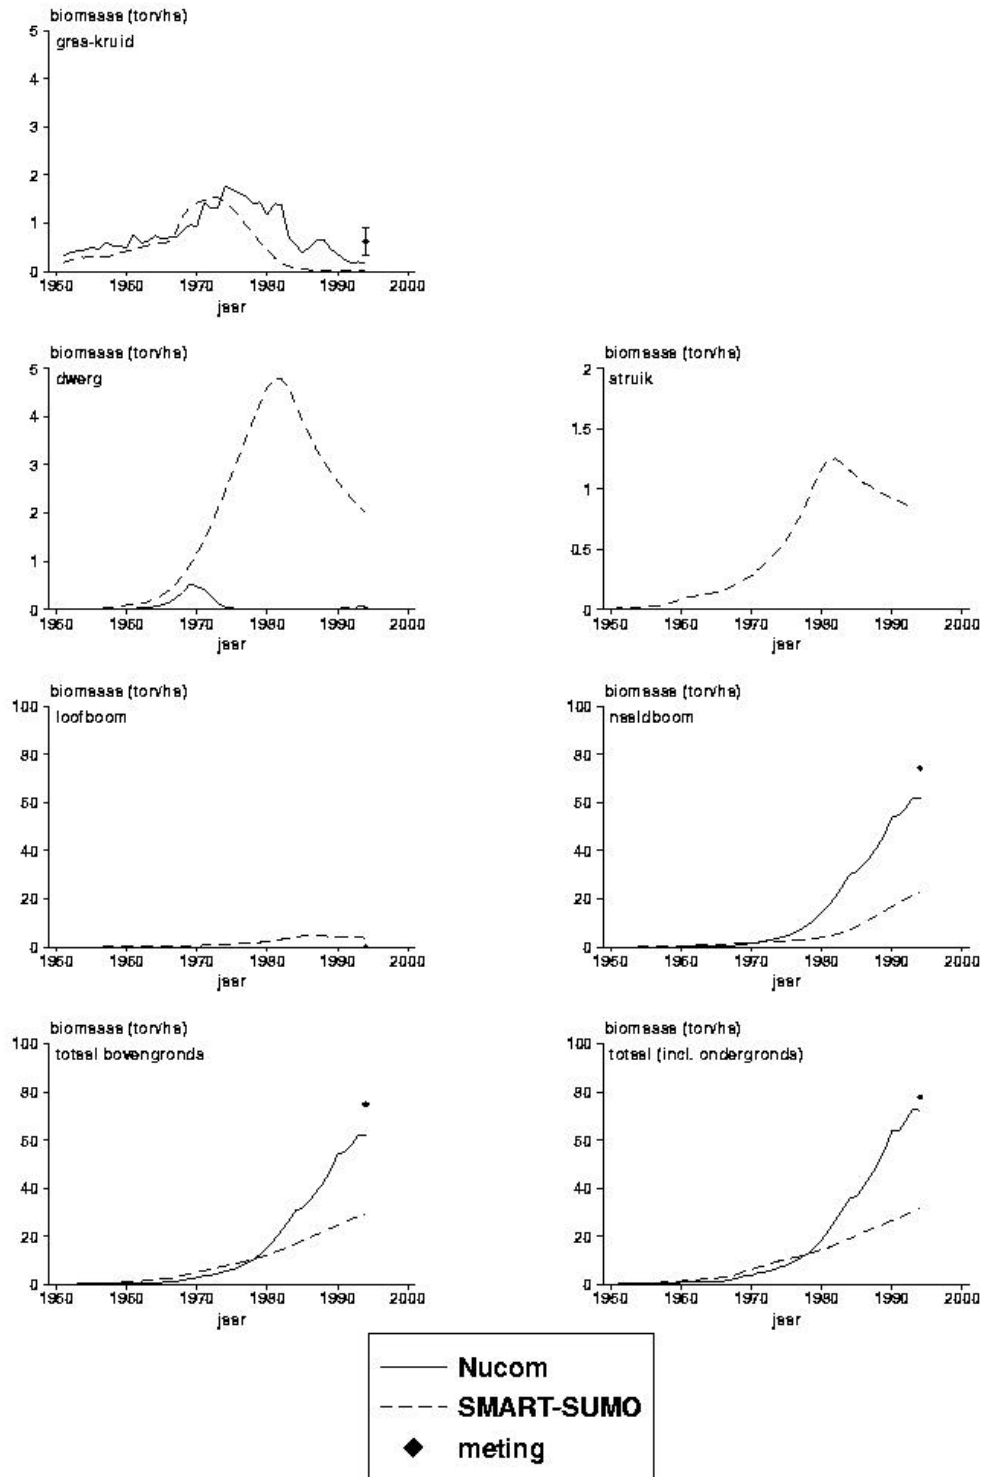 biomassa (ton/ha)
gras-kruid
5
4
3
2
1
0
1950 1960 1970 1980 1990 2000
jaar
biomassa (ton/ha)
dwerg
5
4
3
2
1
0
1950 1960 1970 1980 1990 2000
jaar
biomassa (ton/ha)
struik
2
1.5
1
0.5
0
1950 1960 1970 1980 1990 2000
jaar
biomassa (ton/ha)
loofboom
100
80
60
40
20
0
1950 1960 1970 1980 1990 2000
jaar
biomassa (ton/ha)
naaldboom
100
80
60
40
20
0
1950 1960 1970 1980 1990 2000
jaar
biomassa (ton/ha)
totaal bovengronds
100
80
60
40
20
0
1950 1960 1970 1980 1990 2000
jaar
biomassa (ton/ha)
totaal (incl. ondergronds)
100
80
60
40
20
0
1950 1960 1970 1980 1990 2000
jaar
Nucom
SMART-SUMO
meting